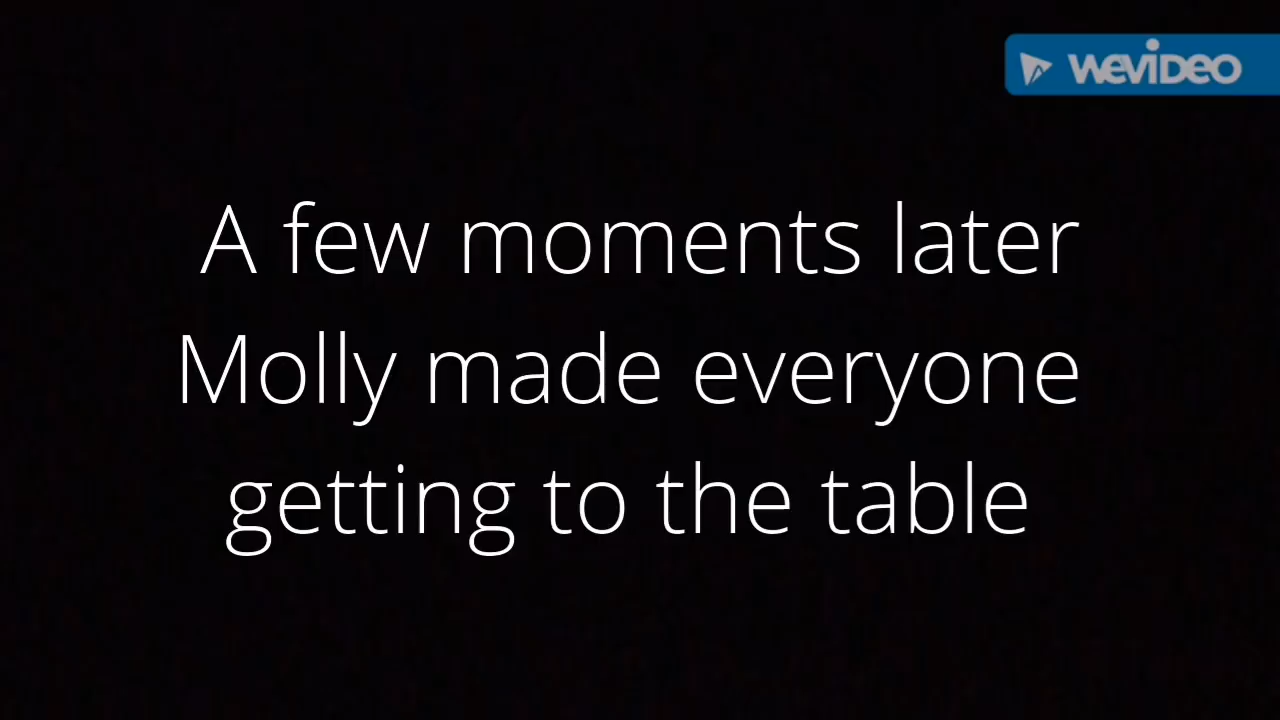 WEVIDEO
A few moments later
Molly made everyone
getting to the table